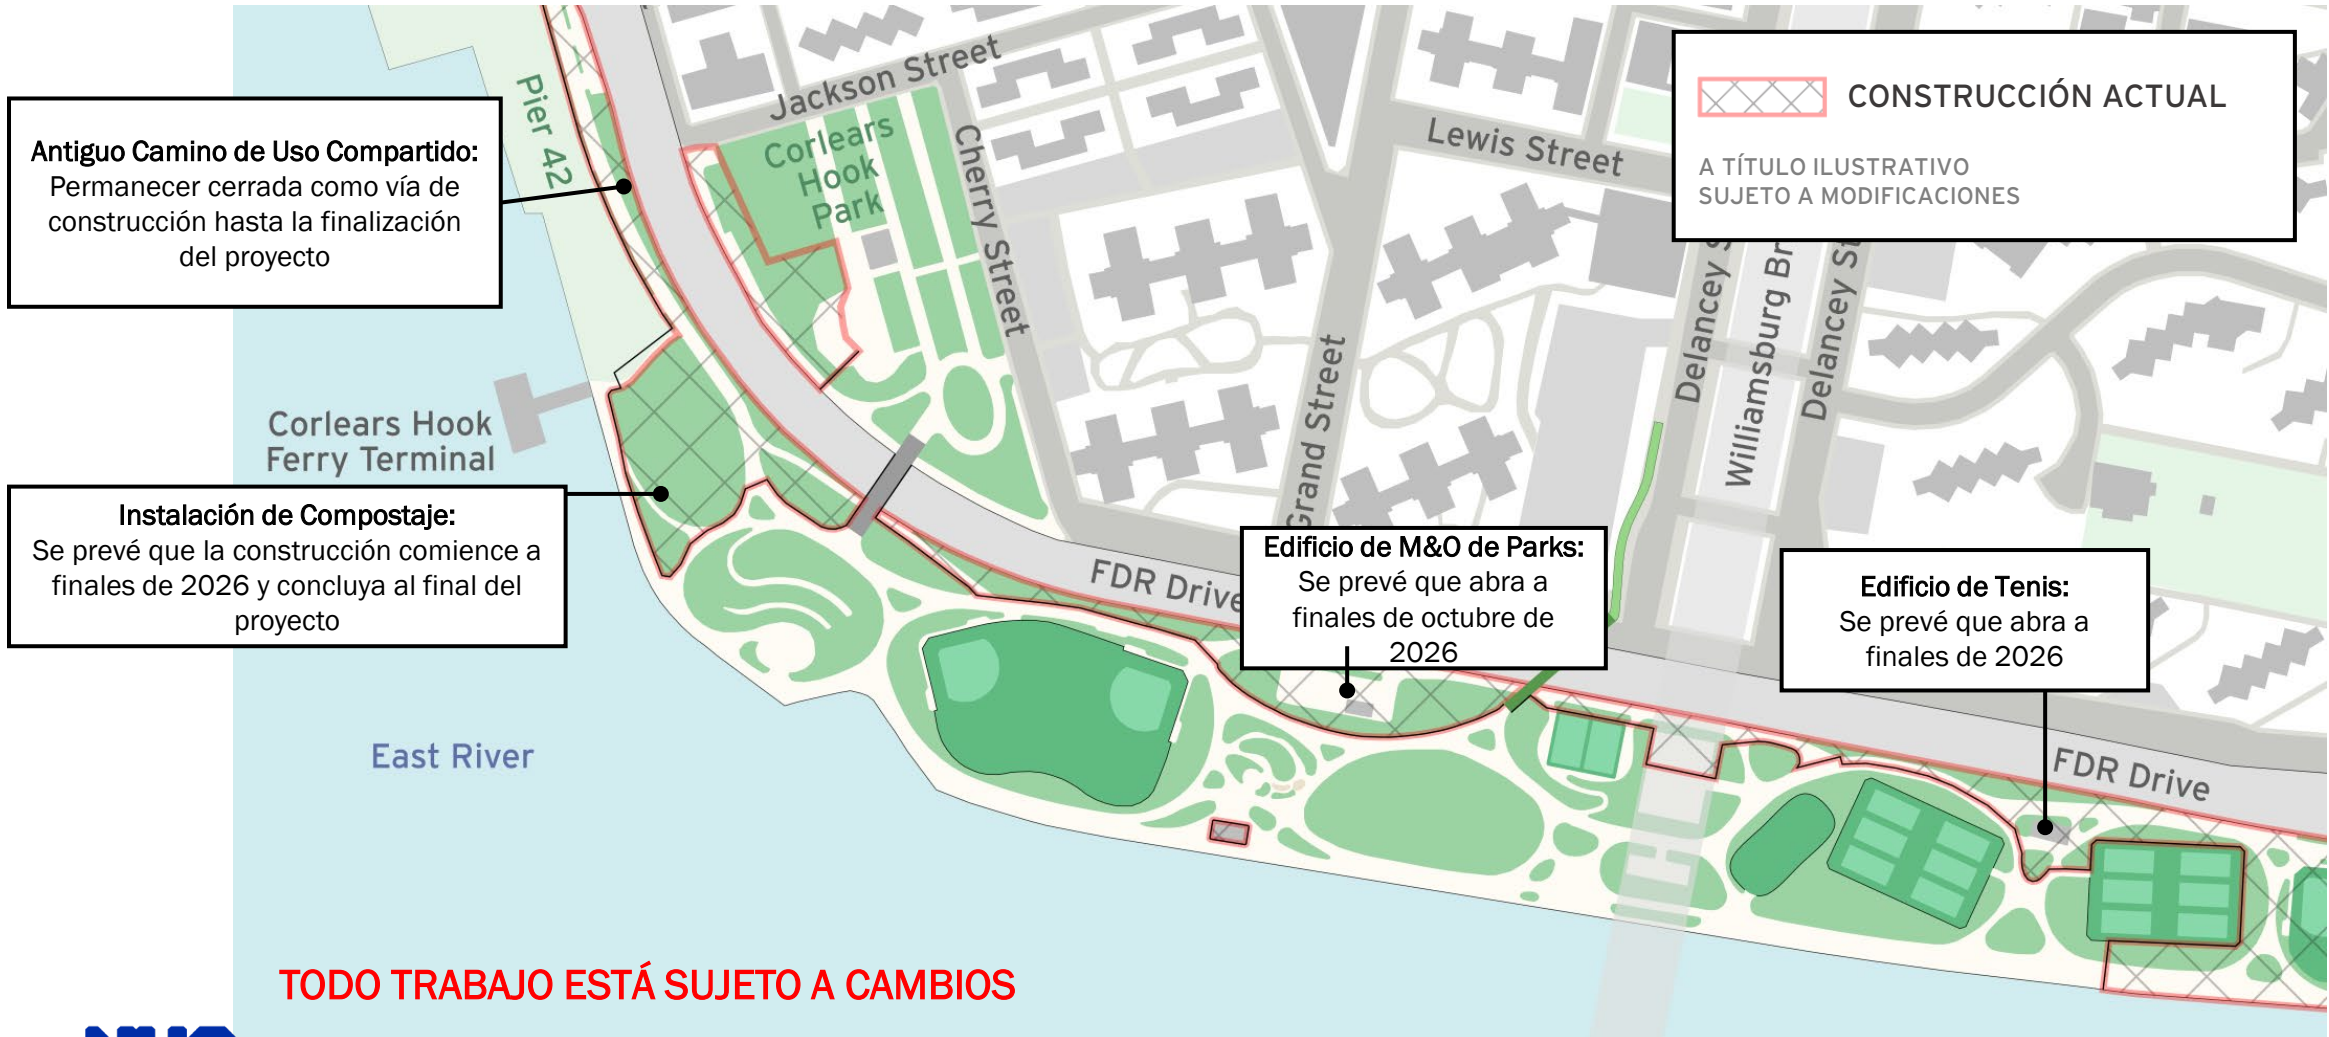 Antiguo Camino de Uso Compartido:
Permanecer cerrada como vía de
construcción hasta la finalización
del proyecto
Pier 42
Jackson Street
Corlears
Hook
Park
Cherry Street
Lewis Street
CONSTRUCCIÓN ACTUAL
A TÍTULO ILUSTRATIVO
SUJETO A MODIFICACIONES
Delancey S
Williamsburg Br
Delancey St
Grand Street
Corlears Hook
Ferry Terminal
Instalación de Compostaje:
Se prevé que la construcción comience a
finales de 2026 y concluya al final del
proyecto
FDR Drive
Edificio de M&O de Parks:
Se prevé que abra a
finales de octubre de
2026
Edificio de Tenis:
Se prevé que abra a
finales de 2026
FDR Drive
East River
TODO TRABAJO ESTÁ SUJETO A CAMBIOS